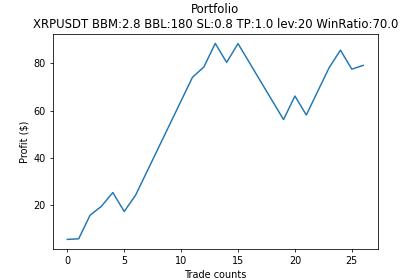 Portfolio
XRPUSDT BBM:2.8 BBL:180 SL:0.8 TP:1.0 lev:20 WinRatio:70.0
Profit ($)
80
60
40
20
0 5 10 15 20 25
Trade counts